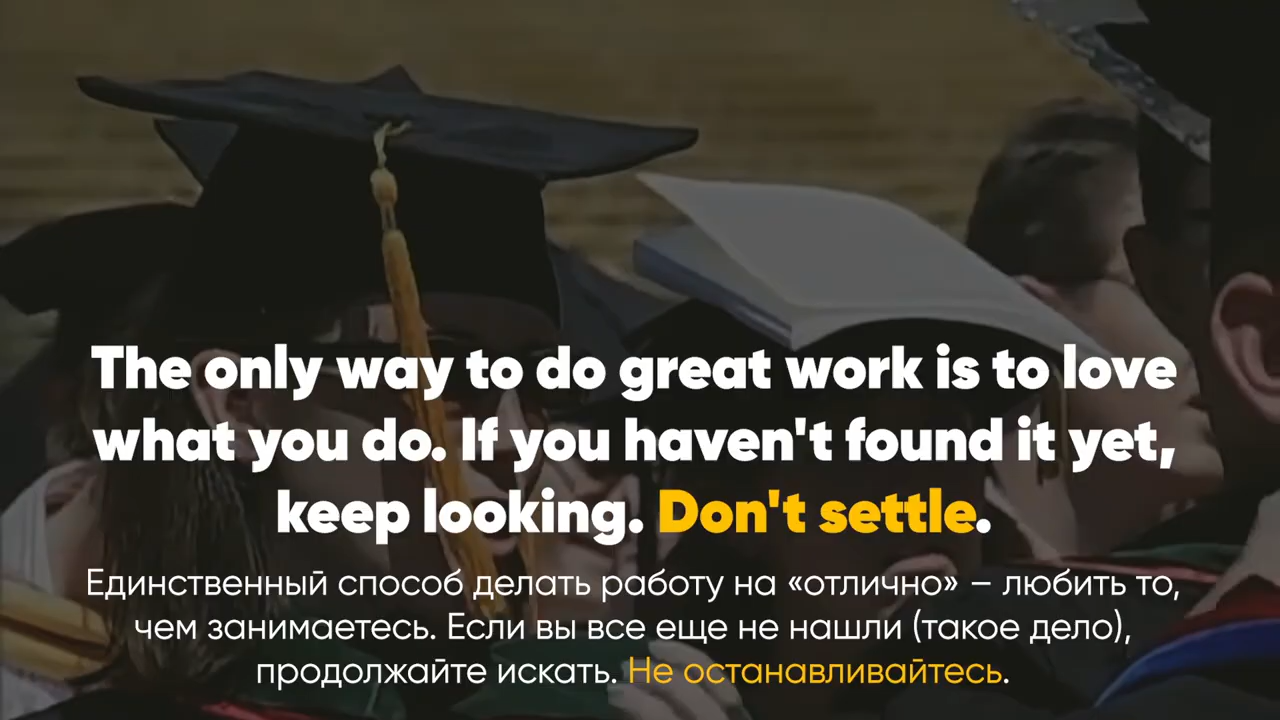 The only way to do great work is to love
what you do. If you haven't found it yet,
keep looking. Don't settle.
Единственный способ делать работу на «отлично» – любить то,
чем занимаетесь. Если вы все еще не нашли (такое дело),
продолжайте искать. Не останавливайтесь.